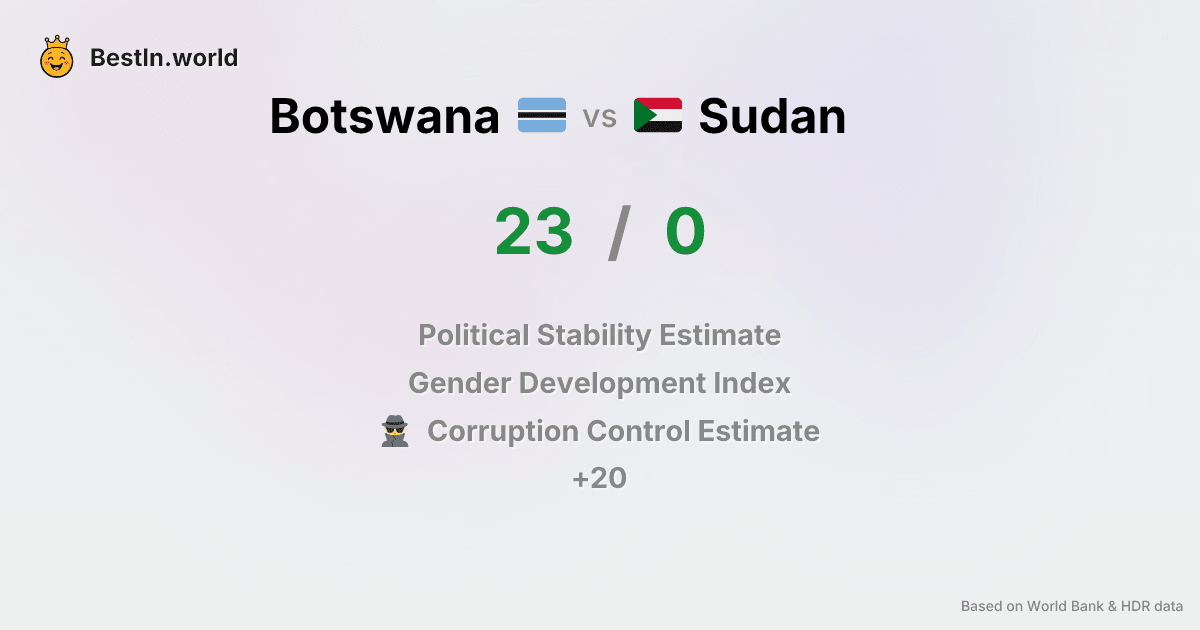 BestIn.world
Botswana vs Sudan
23 / 0
Political Stability Estimate
Gender Development Index
Corruption Control Estimate
+20
Based on World Bank & HDR data